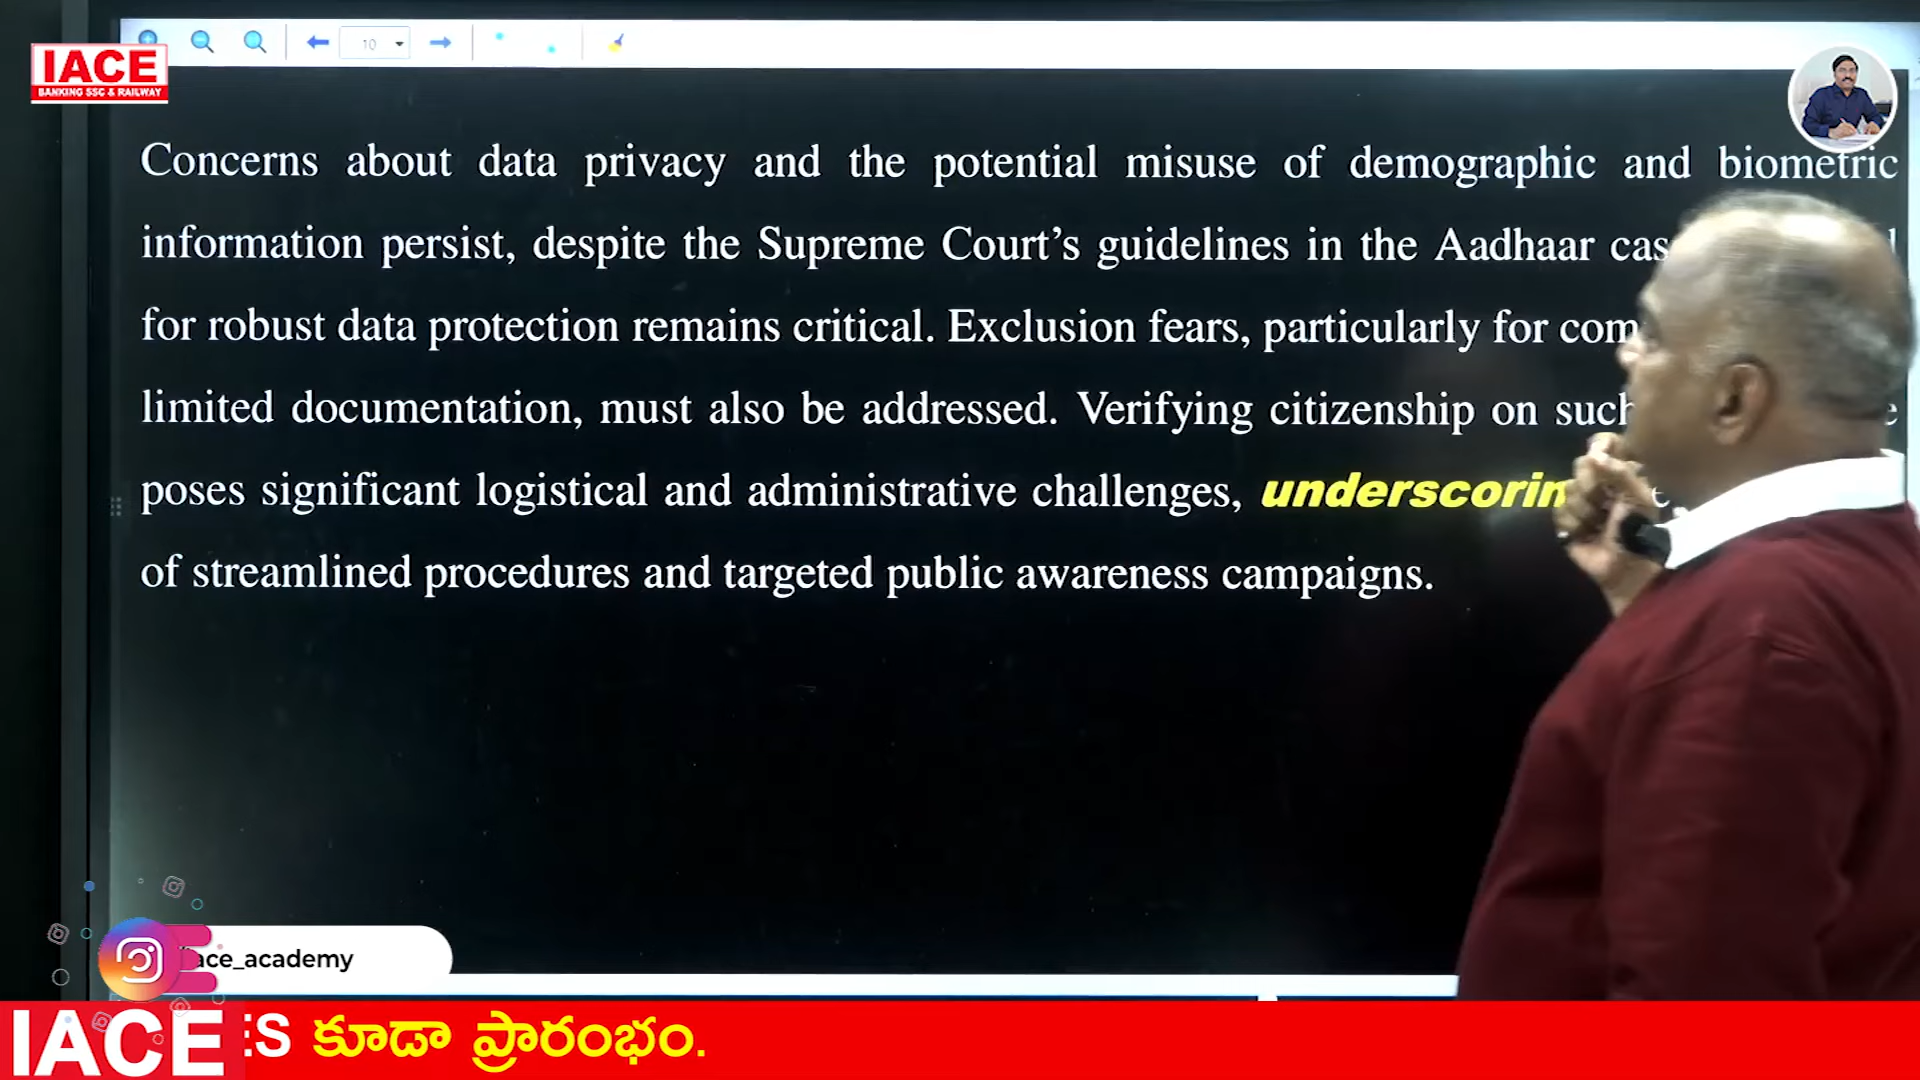 10
IACE
BANKING SSC & RAILWAY
Concerns about data privacy and the potential misuse of demographic and biometric
information persist, despite the Supreme Court's guidelines in the Aadhaar
for robust data protection remains critical. Exclusion fears, particularly for
limited documentation, must also be addressed. Verifying citizenship on such
poses significant logistical and administrative challenges,
of streamlined procedures and targeted public awareness campaigns.
ace_academy
IACE ES కూడా ప్రారంభం.